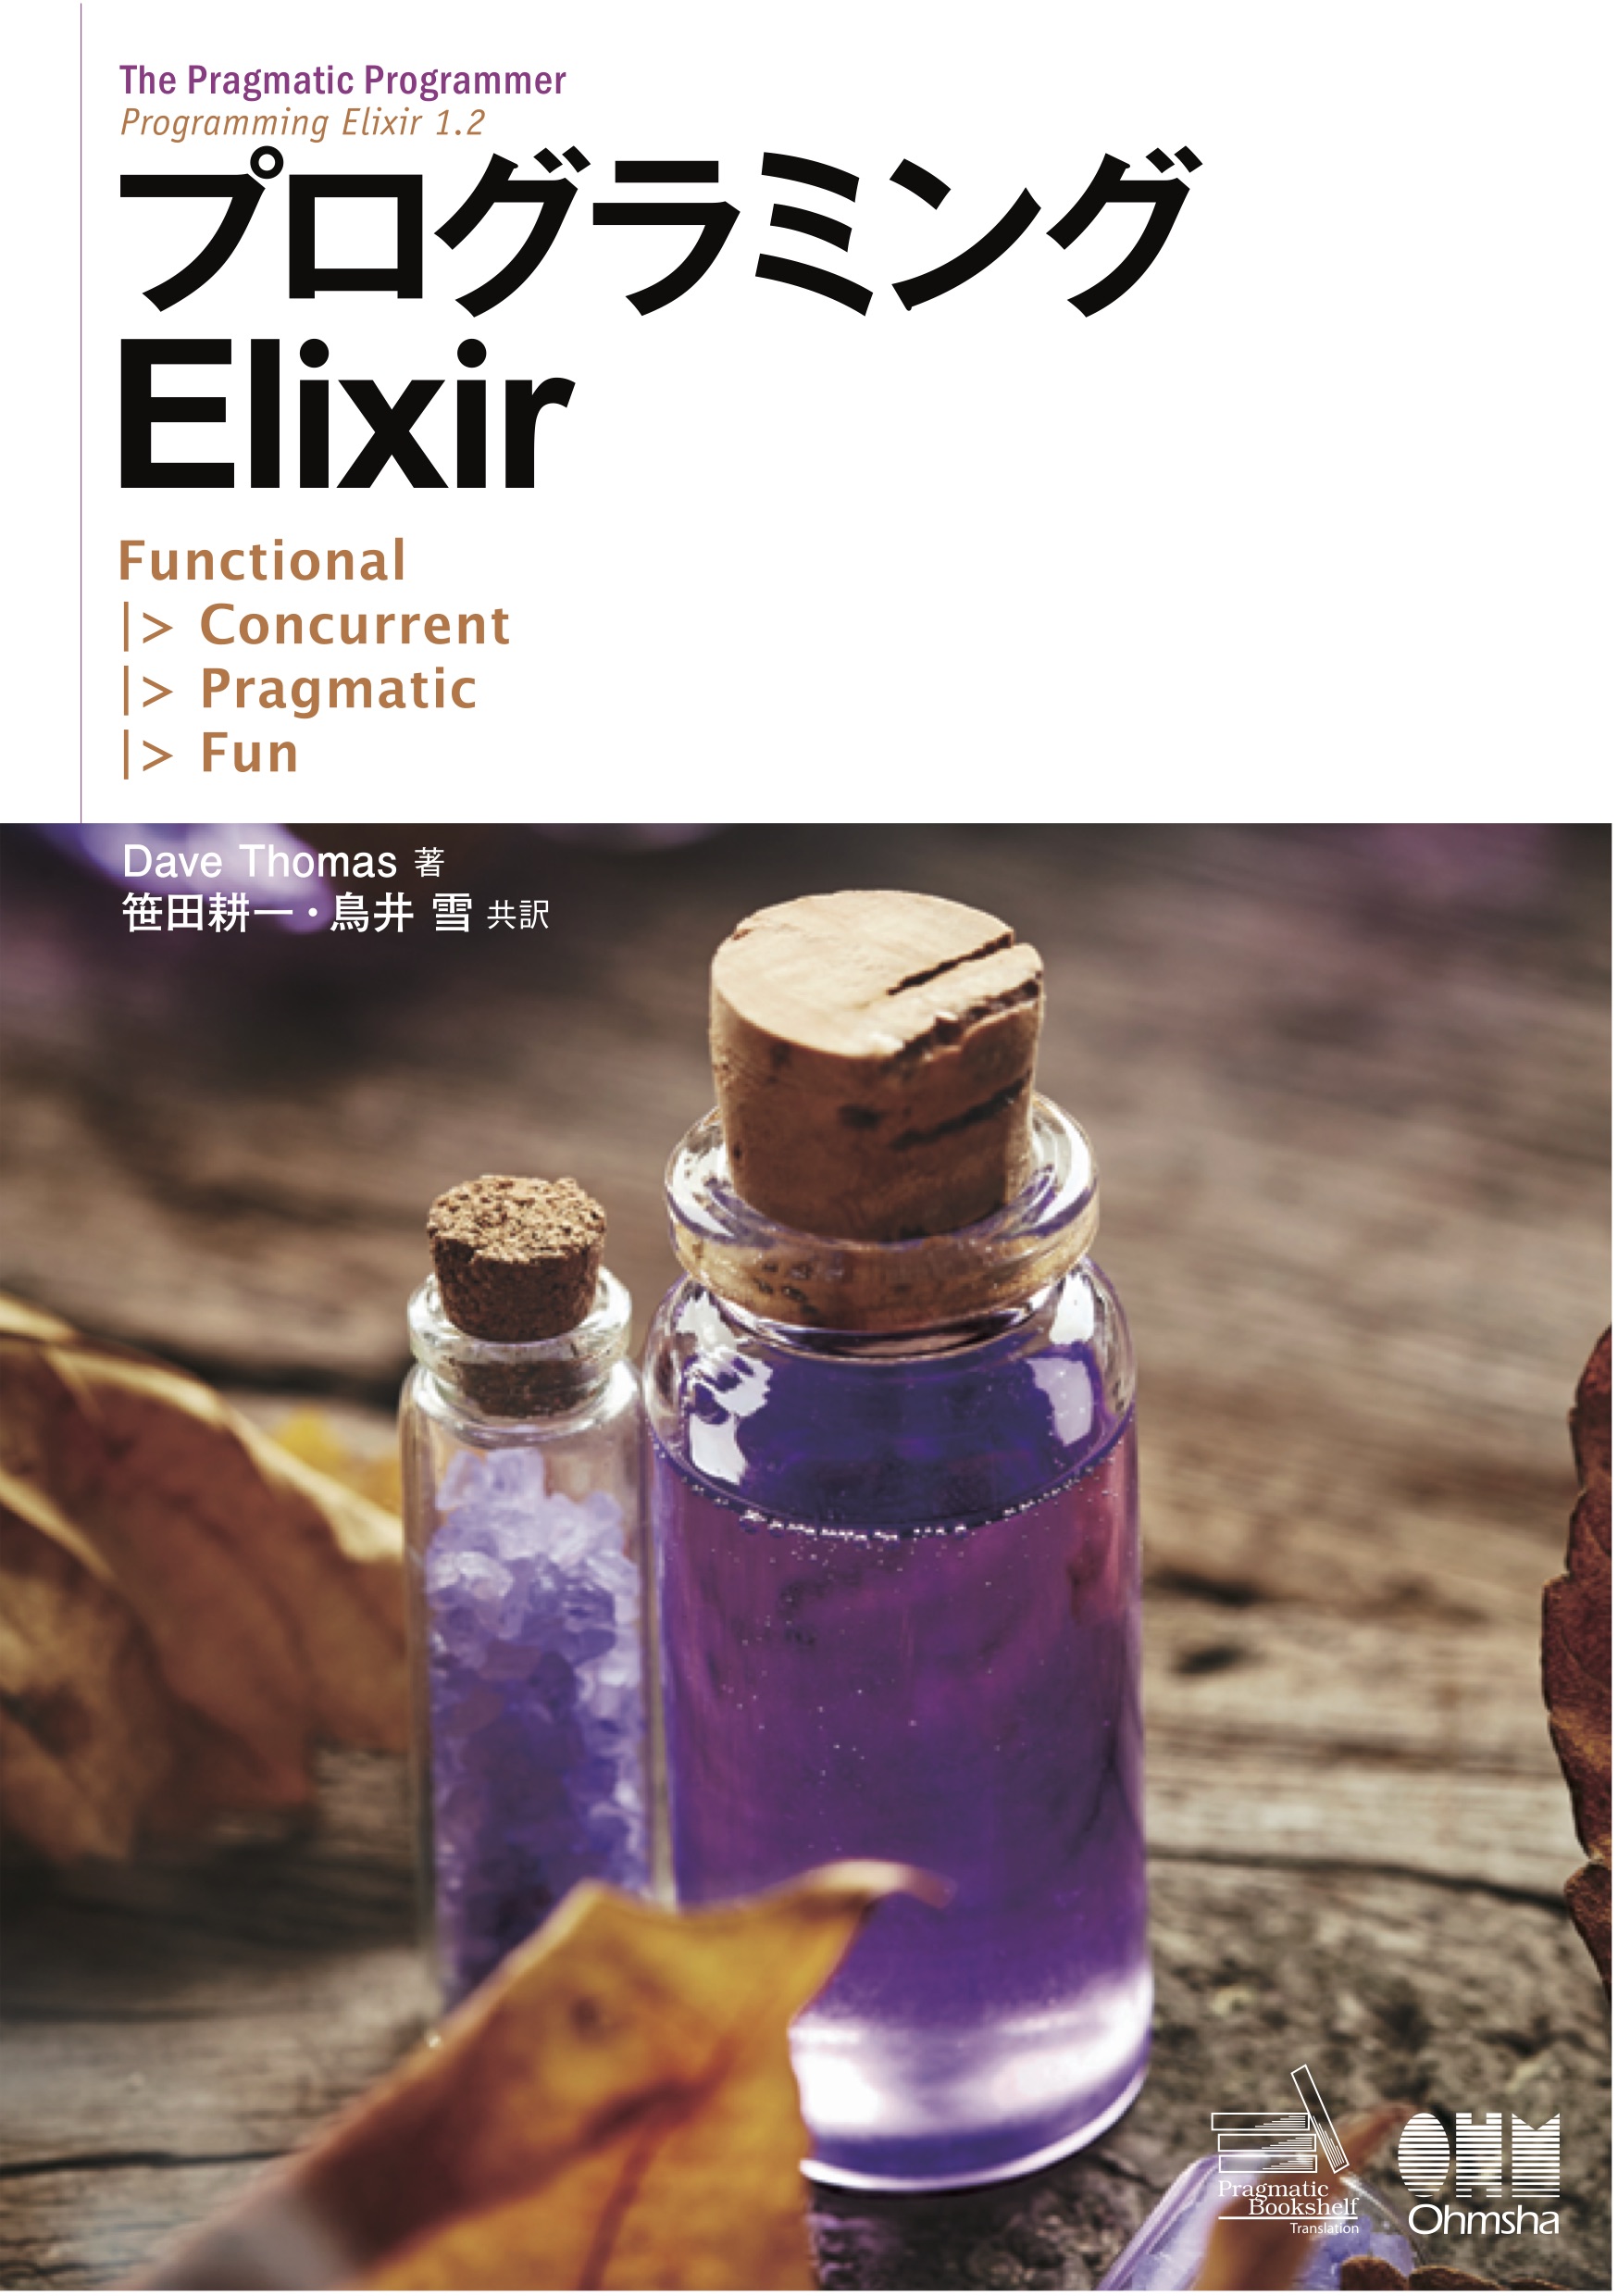 The Pragmatic Programmer
Programming Elixir 1.2
プログラミング
Elixir
Functional
|> Concurrent
|> Pragmatic
|> Fun
Dave Thomas 著
笹田耕一・鳥井 雪 共訳
Pragmatic
Bookshelf
Translation
OHM
Ohmsha